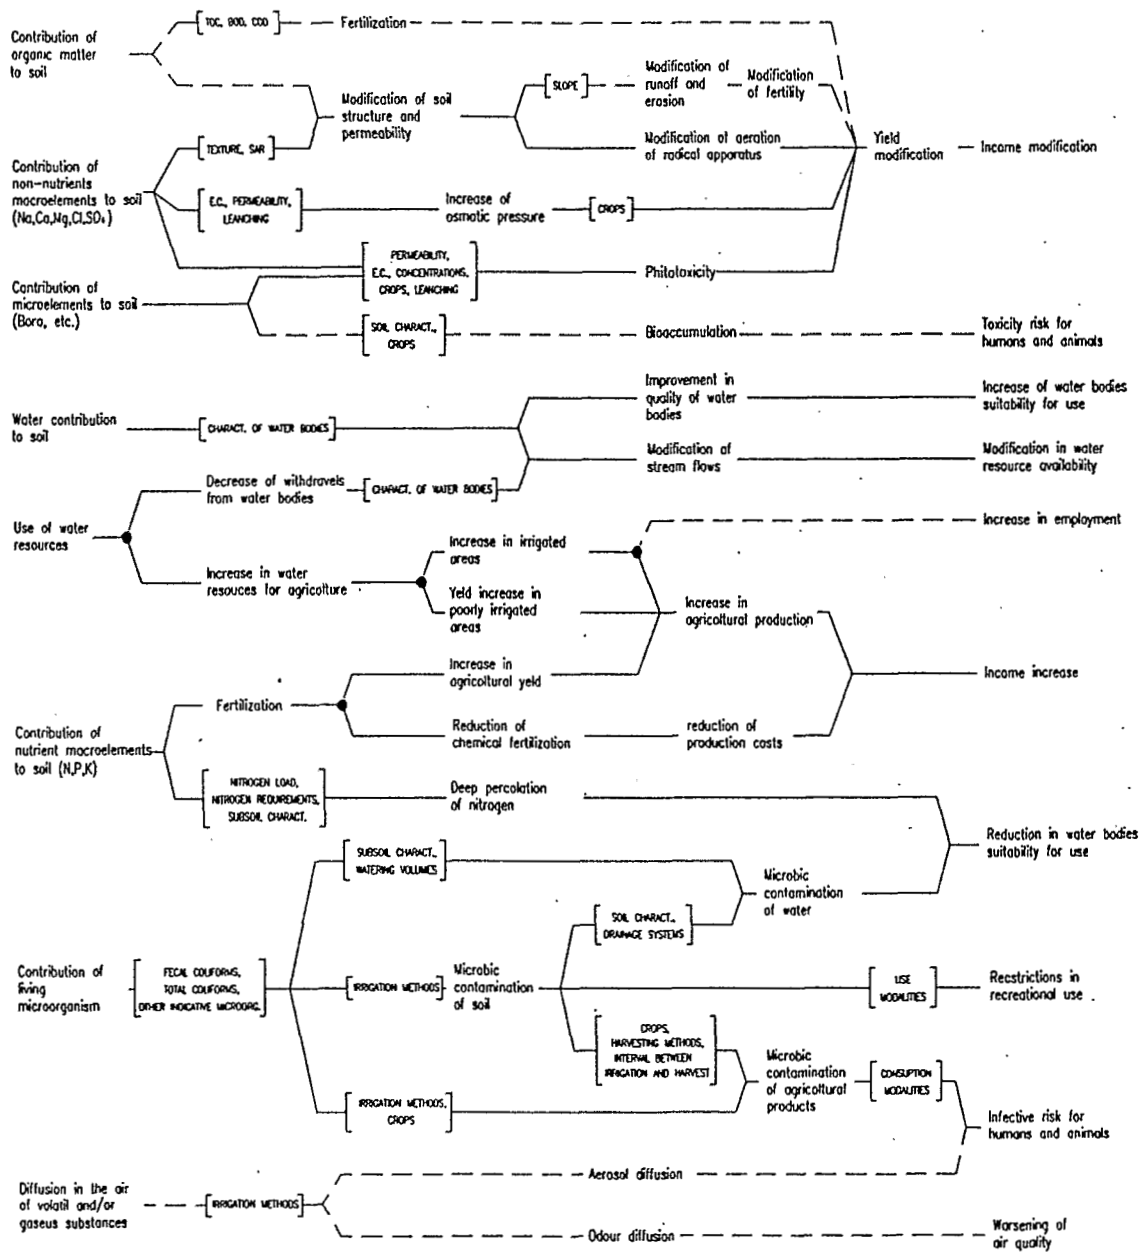 Contribution of
organic matter
to soil
[TOC, BOD, COD]
Fertilization
Modification of soil
structure and
permeability
[SLOPE]
Modification of
runoff and
erosion
Modification
of fertility
Modification of aeration
of radical apparatus
Yield
modification
Income modification
Contribution of
non-nutrients
macroelements to soil
(Na,Ca,Mg,Cl,SO₄)
[TEXTURE, SAR]
[E.C., PERMEABILITY,
LEANCHING]
Increase of
osmatic pressure
[CROPS]
Contribution of
microelements to soil
(Boro, etc.)
[PERMEABILITY,
E.C., CONCENTRATIONS,
CROPS, LEANCHING]
Phitotoxicity
[SOIL CHARACT.,
CROPS]
Bioaccumulation
Toxicity risk for
humans and animals
Water contribution
to soil
[CHARACT. OF WATER BODIES]
Improvement in
quality of water
bodies
Increase of water bodies
suitability for use
Modification of
stream flows
Modification in water
resource availability
Use of water
resources
Decrease of withdravels
from water bodies
[CHARACT. OF WATER BODIES]
Increase in water
resouces for agricolture
Increase in irrigated
areas
Yeld increase in
poorly irrigated
areas
Increase in employment
Increase in
agricoltural production
Increase in
agricoltural yeld
Income increase
Contribution of
nutrient macroelements
to soil (N,P,K)
Fertilization
Reduction of
chemical fertilization
reduction of
production costs
[NITROGEN LOAD,
NITROGEN REQUIREMENTS,
SUBSOIL CHARACT.]
Deep percolation
of nitrogen
Reduction in water bodies
suitability for use
[SUBSOIL CHARACT.,
WATERING VOLUMES]
Microbic
contamination
of water
[SOIL CHARACT.,
DRAINAGE SYSTEMS]
Contribution of
living
microorganism
[FECAL COLIFORMS,
TOTAL COLIFORMS,
OTHER INDICATIVE MICROORG.]
[IRRIGATION METHODS]
Microbic
contamination
of soil
[USE
MODALITIES]
Recstrictions in
recreational use
[CROPS,
HARVESTING METHODS,
INTERVAL BETWEEN
IRRIGATION AND HARVEST]
Microbic
contamination
of agricoltural
products
[CONSUPTION
MODALITIES]
[IRRIGATION METHODS,
CROPS]
Infective risk for
humans and animals
Diffusion in the air
of volatil and/or
gaseus substances
[IRRIGATION METHODS]
Aerosol diffusion
Odour diffusion
Worsening of
air quality